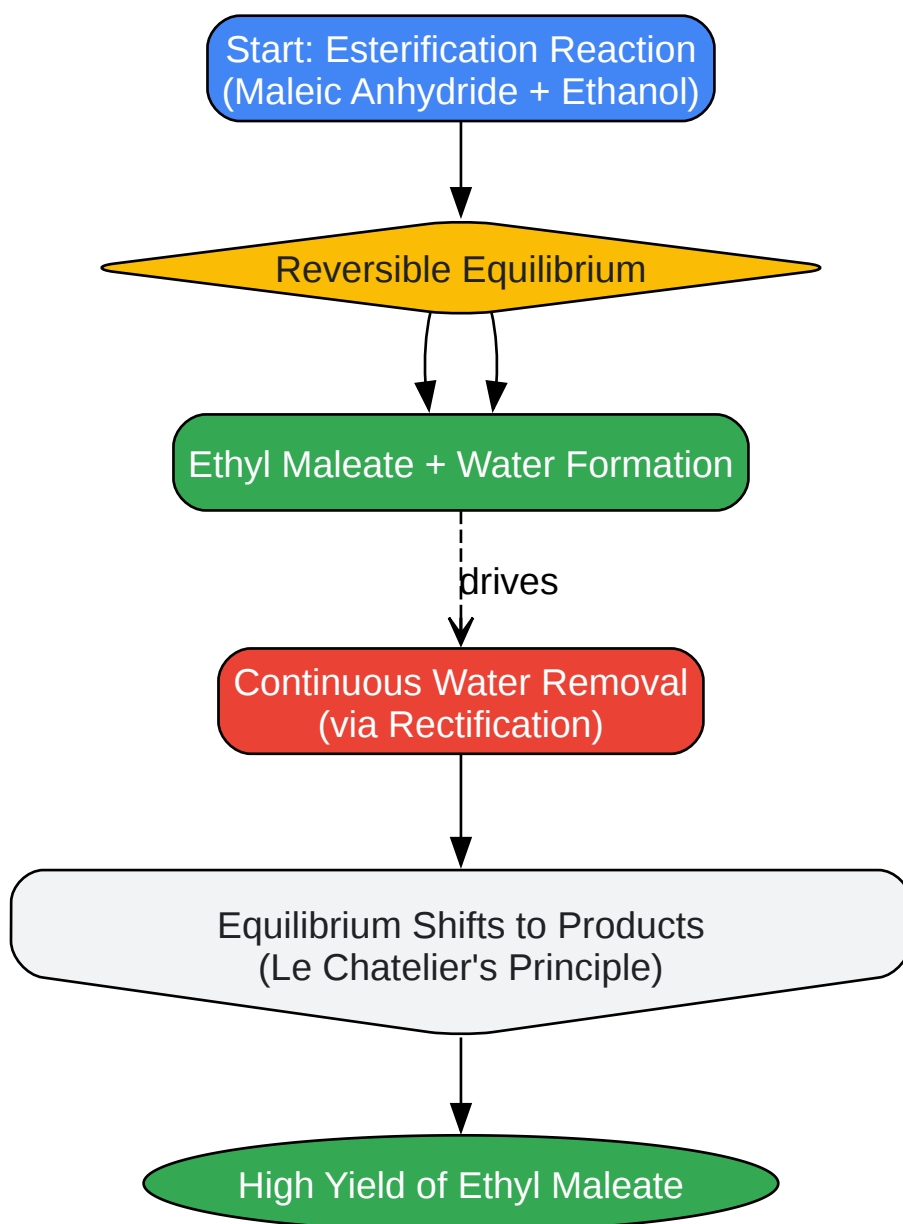 Start: Esterification Reaction
(Maleic Anhydride + Ethanol)
Reversible Equilibrium
Ethyl Maleate + Water Formation
drives
Continuous Water Removal
(via Rectification)
Equilibrium Shifts to Products
(Le Chatelier's Principle)
High Yield of Ethyl Maleate